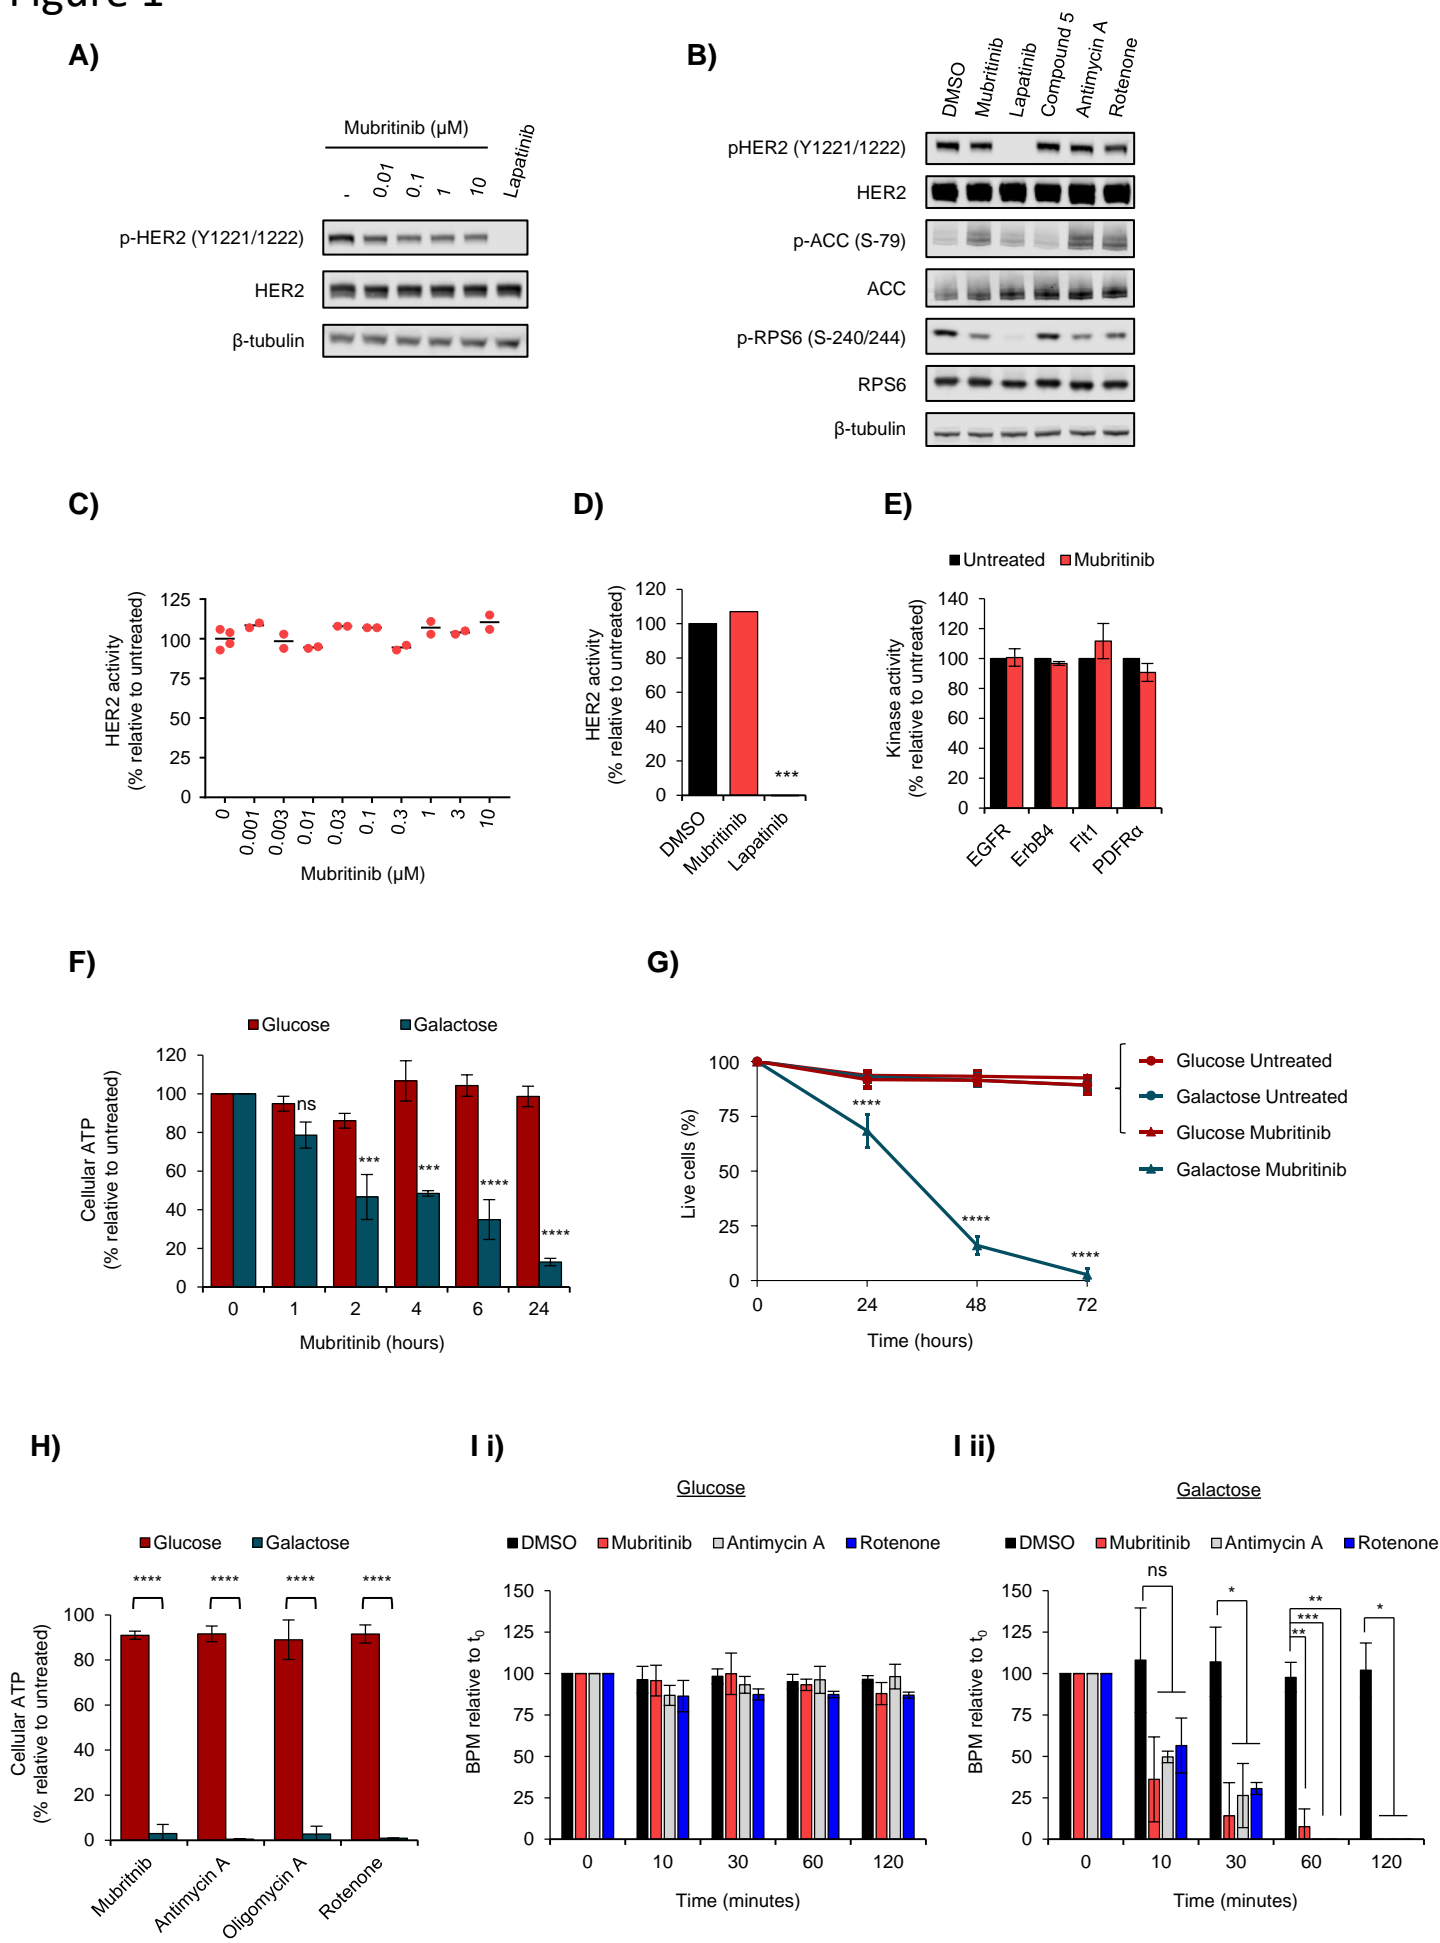 Figure 1
A)
Mubritinib (μM)
- 0.01 0.1 1 10 Lapatinib
p-HER2 (Y1221/1222)
HER2
β-tubulin
B)
DMSO Mubritinib Lapatinib Compound 5 Antimycin A Rotenone
pHER2 (Y1221/1222)
HER2
p-ACC (S-79)
ACC
p-RPS6 (S-240/244)
RPS6
β-tubulin
C)
HER2 activity
(% relative to untreated)
125
100
75
50
25
0
0 0.001 0.003 0.01 0.03 0.1 0.3 1 3 10
Mubritinib (μM)
D)
HER2 activity
(% relative to untreated)
120
100
80
60
40
20
0
***
DMSO Mubritinib Lapatinib
E)
Untreated Mubritinib
Kinase activity
(% relative to untreated)
140
120
100
80
60
40
20
0
EGFR ErbB4 Flt1 PDFRα
F)
Glucose Galactose
Cellular ATP
(% relative to untreated)
120
100
80
60
40
20
0
ns *** *** **** ****
0 1 2 4 6 24
Mubritinib (hours)
G)
Live cells (%)
100
75
50
25
0
**** **** ****
0 24 48 72
Time (hours)
Glucose Untreated
Galactose Untreated
Glucose Mubritinib
Galactose Mubritinib
H)
Glucose Galactose
**** **** **** ****
Cellular ATP
(% relative to untreated)
100
80
60
40
20
0
Mubritnib Antimycin A Oligomycin A Rotenone
I i)
Glucose
DMSO Mubritinib Antimycin A Rotenone
BPM relative to t0
150
125
100
75
50
25
0
0 10 30 60 120
Time (minutes)
I ii)
Galactose
DMSO Mubritinib Antimycin A Rotenone
BPM relative to t0
150
125
100
75
50
25
0
ns * ** *** ** *
0 10 30 60 120
Time (minutes)